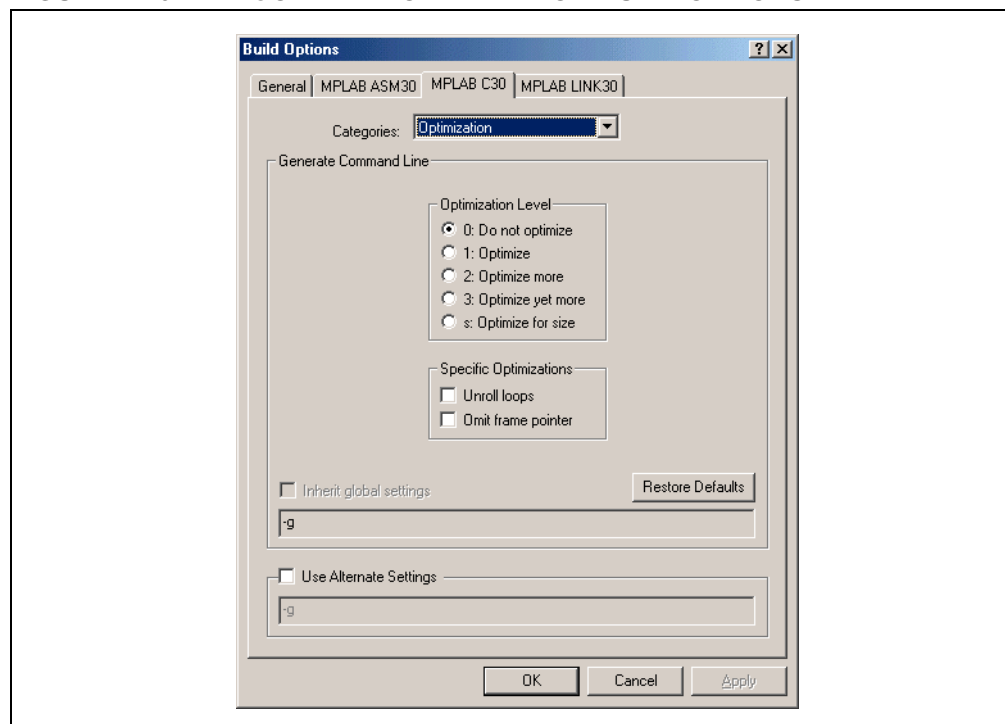 Build Options
General MPLAB ASM30 MPLAB C30 MPLAB LINK30
Categories: Optimization
Generate Command Line
Optimization Level
0: Do not optimize
1: Optimize
2: Optimize more
3: Optimize yet more
s: Optimize for size
Specific Optimizations
Unroll loops
Omit frame pointer
Inherit global settings
Restore Defaults
-g
Use Alternate Settings
-g
OK Cancel Apply